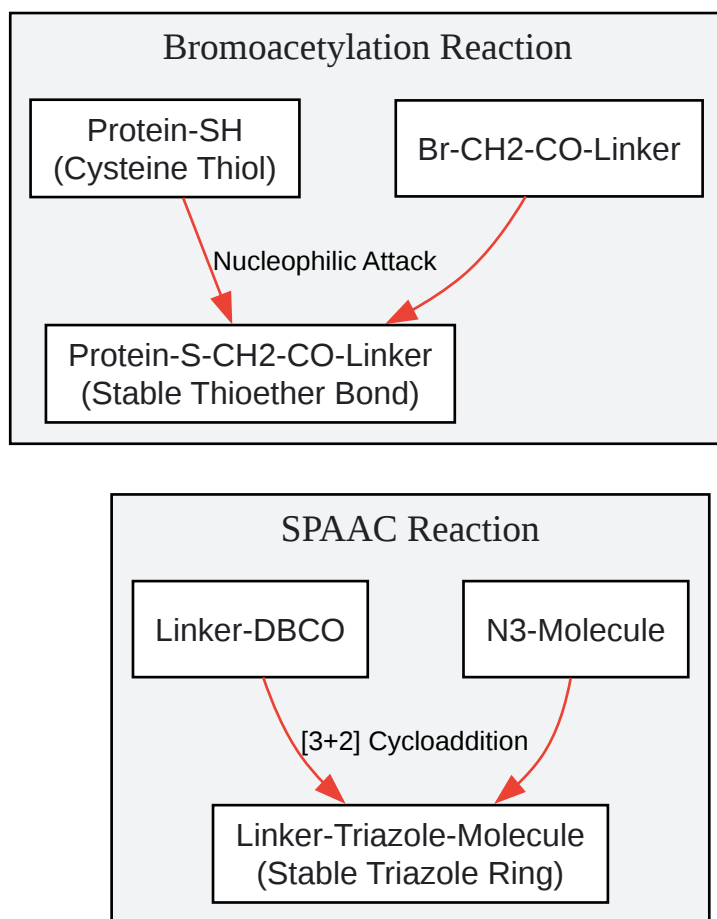 Bromoacetylation Reaction
Protein-SH
(Cysteine Thiol)
Br-CH2-CO-Linker
Nucleophilic Attack
Protein-S-CH2-CO-Linker
(Stable Thioether Bond)
SPAAC Reaction
Linker-DBCO
N3-Molecule
[3+2] Cycloaddition
Linker-Triazole-Molecule
(Stable Triazole Ring)